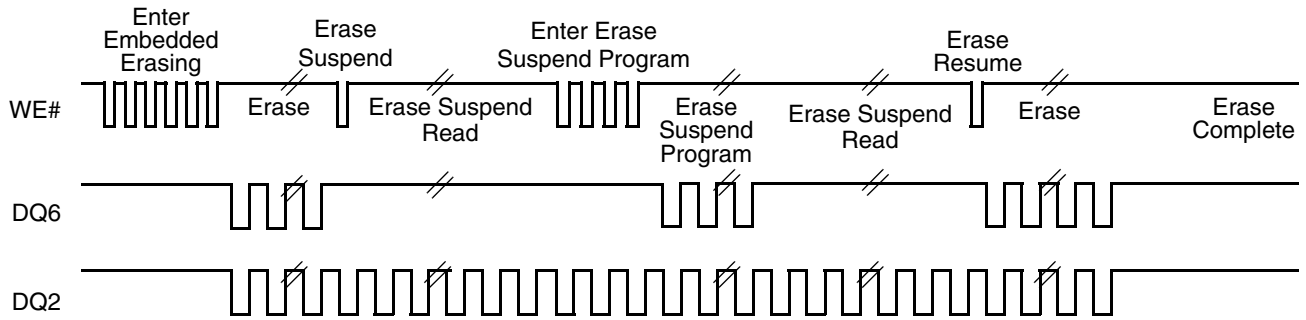 Enter
Embedded
Erasing
Erase
Suspend
Enter Erase
Suspend Program
Erase
Resume
WE#
Erase
Erase Suspend
Read
Erase
Suspend
Program
Erase Suspend
Read
Erase
Erase
Complete
DQ6
DQ2